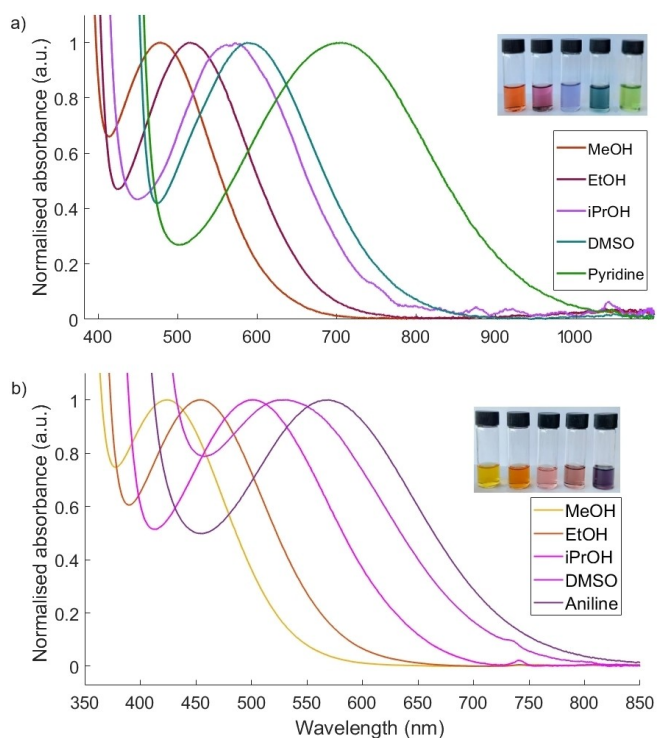 a)
Normalised absorbance (a.u.)
1
0.8
0.6
0.4
0.2
0
MeOH
EtOH
iPrOH
DMSO
Pyridine
400 500 600 700 800 900 1000
b)
Normalised absorbance (a.u.)
1
0.8
0.6
0.4
0.2
0
MeOH
EtOH
iPrOH
DMSO
Aniline
350 400 450 500 550 600 650 700 750 800 850
Wavelength (nm)